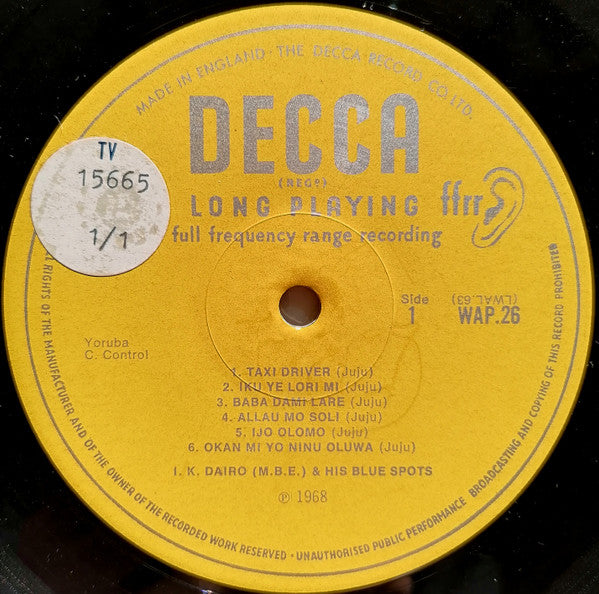 MADE IN ENGLAND · THE DECCA RECORD CO. LTD.
DECCA
(REGD)
LONG PLAYING ffrr
full frequency range recording
TV
15665
1/1
Side
1
(LWAL.63)
WAP.26
Yoruba
C. Control
1. TAXI DRIVER (Juju)
2. IKU YE LORI MI (Juju)
3. BABA DAMI LARE (Juju)
4. ALLAU MO SOLI (Juju)
5. IJO OLOMO (Juju)
6. OKAN MI YO NINU OLUWA (Juju)
I. K. DAIRO (M.B.E.) & HIS BLUE SPOTS
℗ 1968
RIGHTS OF THE MANUFACTURER AND OF THE OWNER OF THE RECORDED WORK RESERVED · UNAUTHORISED PUBLIC PERFORMANCE BROADCASTING AND COPYING OF THIS RECORD PROHIBITED